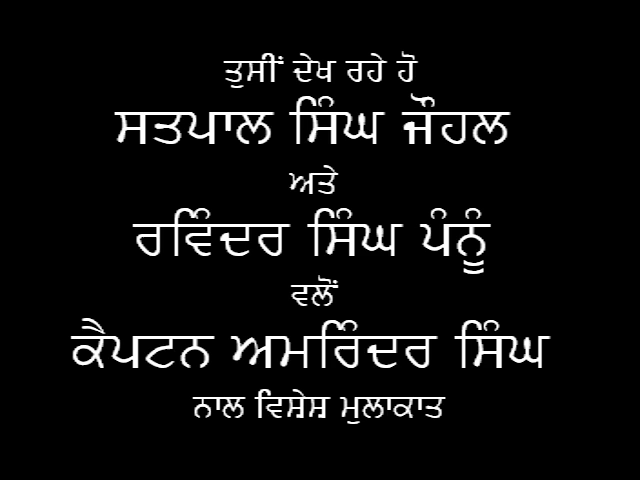 ਤੁਸੀਂ ਦੇਖ ਰਹੇ ਹੋ
ਸਤਪਾਲ ਸਿੰਘ ਜੌਹਲ
ਅਤੇ
ਰਵਿੰਦਰ ਸਿੰਘ ਪੰਨੂੰ
ਵਲੋਂ
ਕੈਪਟਨ ਅਮਰਿੰਦਰ ਸਿੰਘ
ਨਾਲ ਵਿਸ਼ੇਸ਼ ਮੁਲਾਕਾਤ